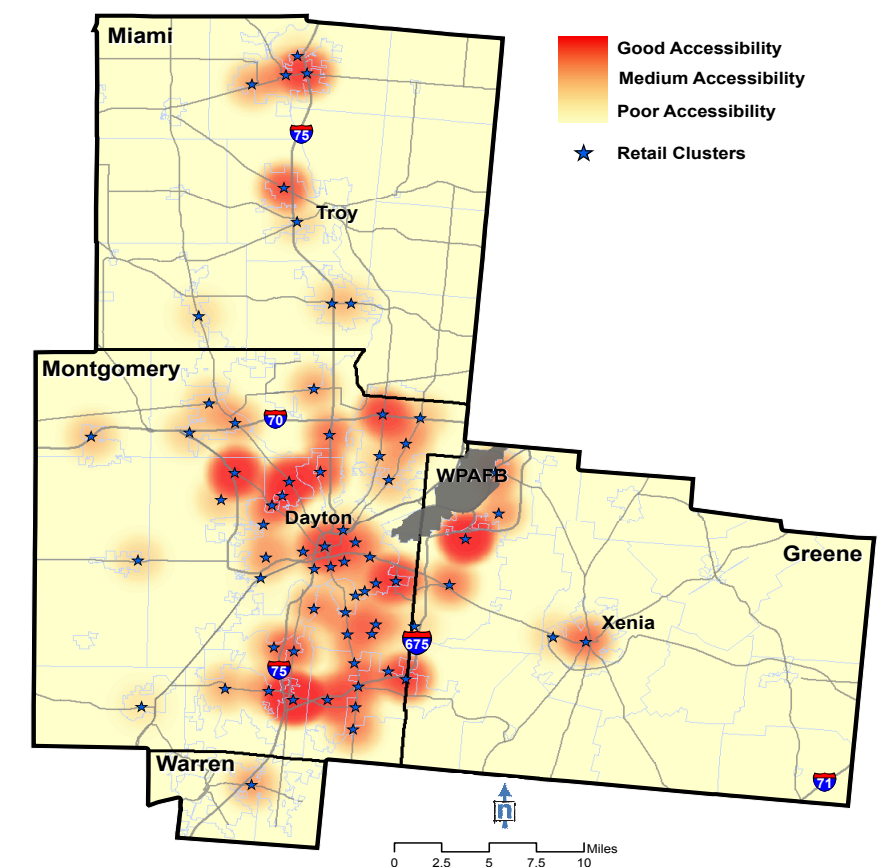 Miami
Good Accessibility
Medium Accessibility
Poor Accessibility
75
Retail Clusters
Troy
Montgomery
70
WPAFB
Dayton
Greene
Xenia
675
75
Warren
71
n
Miles
0 2.5 5 7.5 10